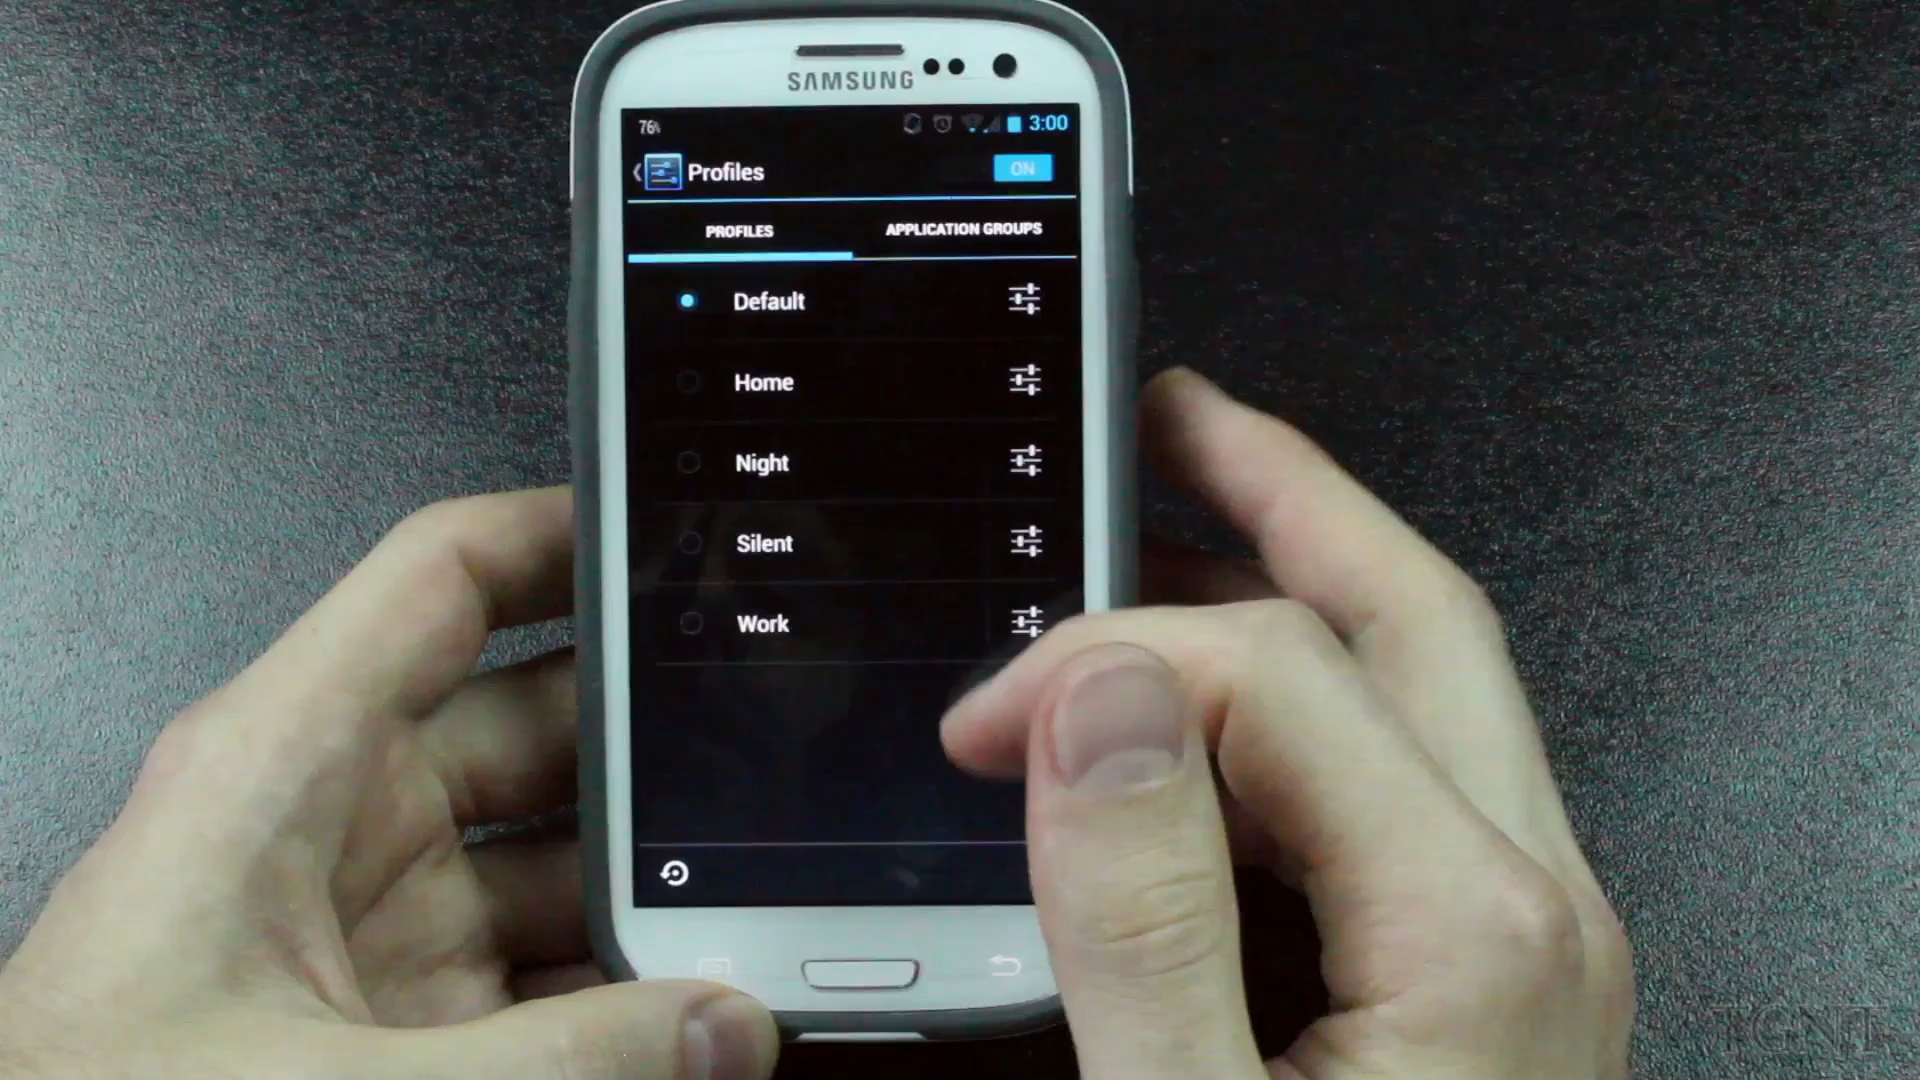 SAMSUNG
76% 3:00
Profiles ON
PROFILES APPLICATION GROUPS
Default
Home
Night
Silent
Work
TGNT